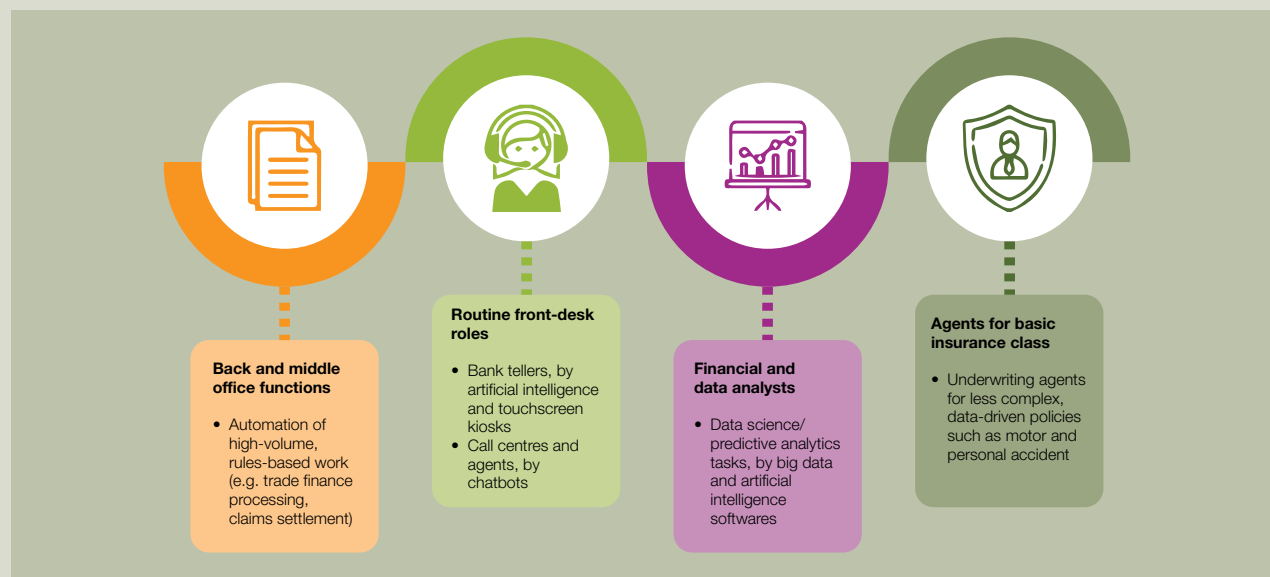 Back and middle
office functions
• Automation of
high-volume,
rules-based work
(e.g. trade finance
processing,
claims settlement)
Routine front-desk
roles
• Bank tellers, by
artificial intelligence
and touchscreen
kiosks
• Call centres and
agents, by
chatbots
Financial and
data analysts
• Data science/
predictive analytics
tasks, by big data
and artificial
intelligence
softwares
Agents for basic
insurance class
• Underwriting agents
for less complex,
data-driven policies
such as motor and
personal accident